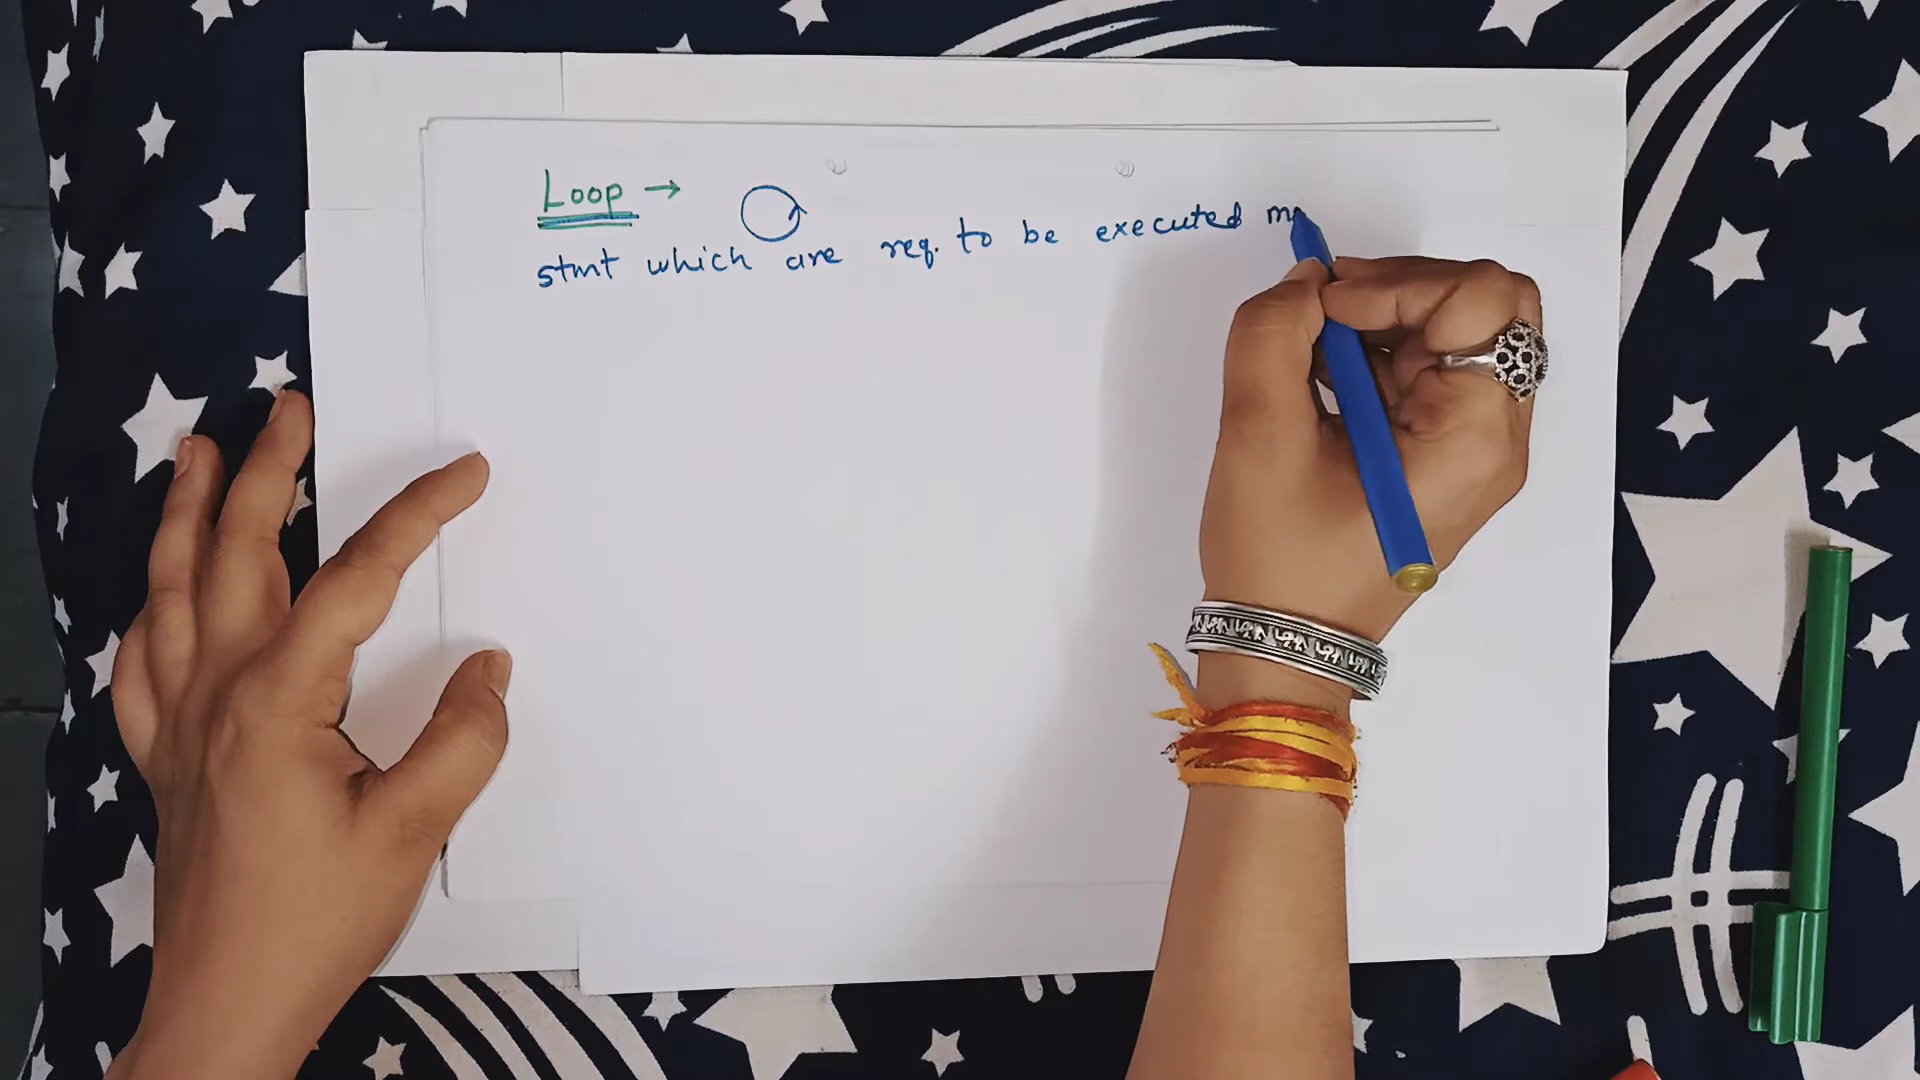 Loop →
stmt which are req. to be executed